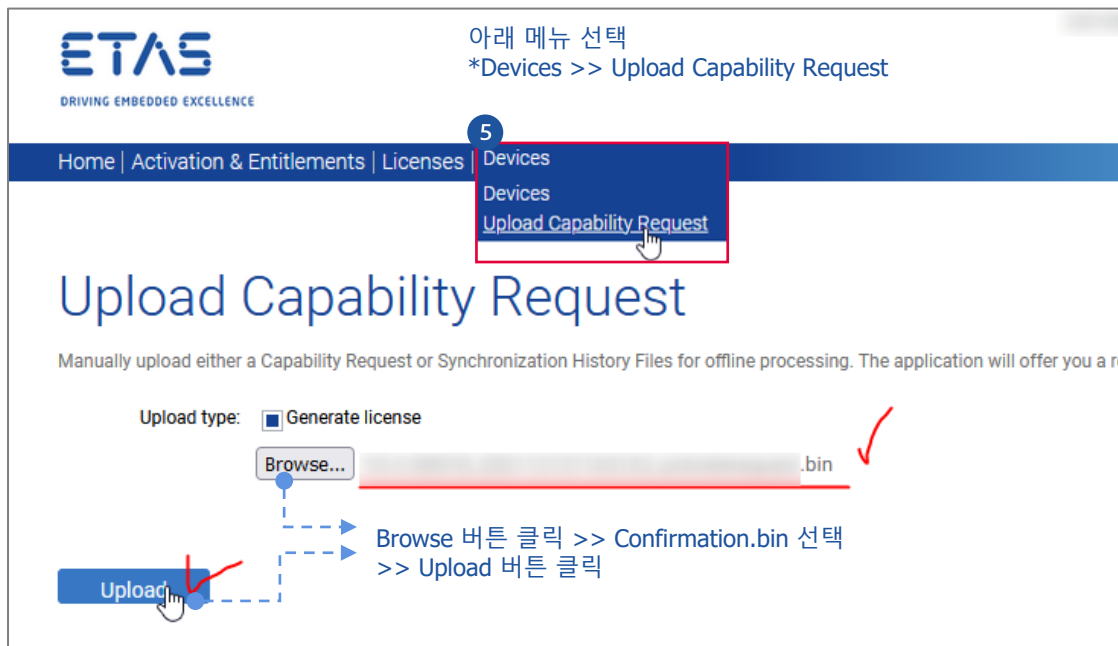 ETAS
DRIVING EMBEDDED EXCELLENCE
아래 메뉴 선택
*Devices >> Upload Capability Request
5
Home | Activation & Entitlements | Licenses | Devices
Devices
Upload Capability Request
Upload Capability Request
Manually upload either a Capability Request or Synchronization History Files for offline processing. The application will offer you a
Upload type: Generate license
Browse... .bin
Browse 버튼 클릭 >> Confirmation.bin 선택
>> Upload 버튼 클릭
Upload